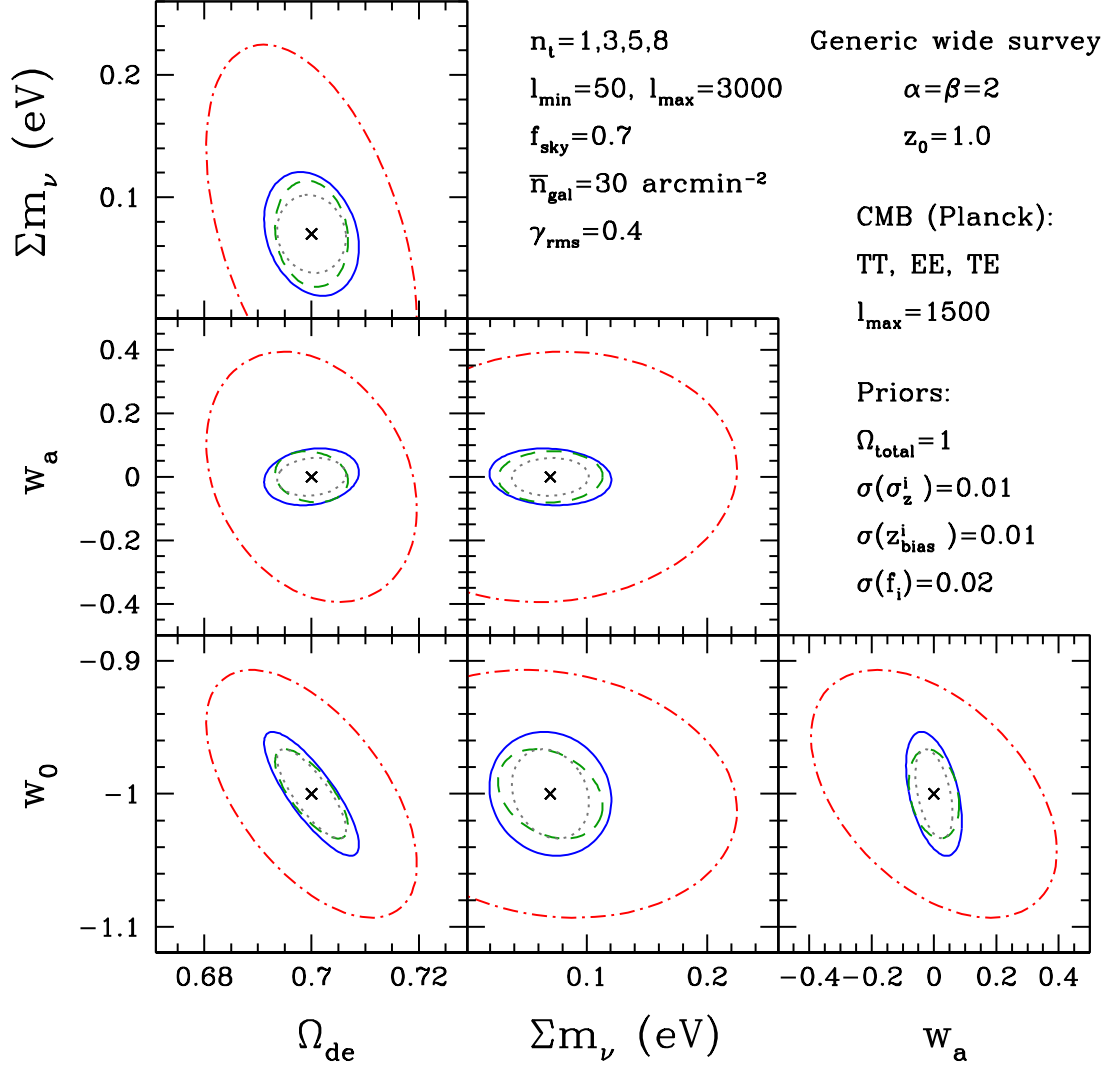 n_t=1,3,5,8
l_min=50, l_max=3000
f_sky=0.7
n̅_gal=30 arcmin⁻²
γ_rms=0.4
Generic wide survey
α=β=2
z_0=1.0
CMB (Planck):
TT, EE, TE
l_max=1500
Priors:
Ω_total=1
σ(σ_z^i)=0.01
σ(z_bias^i)=0.01
σ(f_i)=0.02
Σm_ν (eV)
0.2
0.1
w_a
0.4
0.2
0
−0.2
−0.4
w_0
−0.9
−1
−1.1
0.68 0.7 0.72
0.1 0.2
−0.4−0.2 0 0.2 0.4
Ω_de
Σm_ν (eV)
w_a